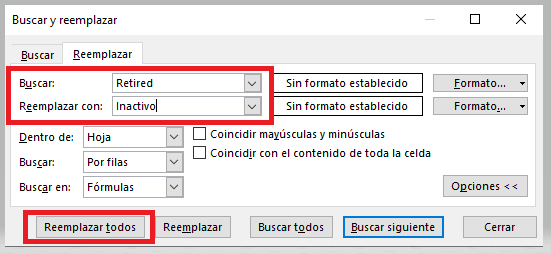 Buscar y reemplazar
Buscar Reemplazar
Buscar: Retired Sin formato establecido Formato...
Reemplazar con: Inactivo Sin formato establecido Formato...
Dentro de: Hoja Coincidir mayúsculas y minúsculas
Buscar: Por filas Coincidir con el contenido de toda la celda
Buscar en: Fórmulas Opciones <<
Reemplazar todos Reemplazar Buscar todos Buscar siguiente Cerrar